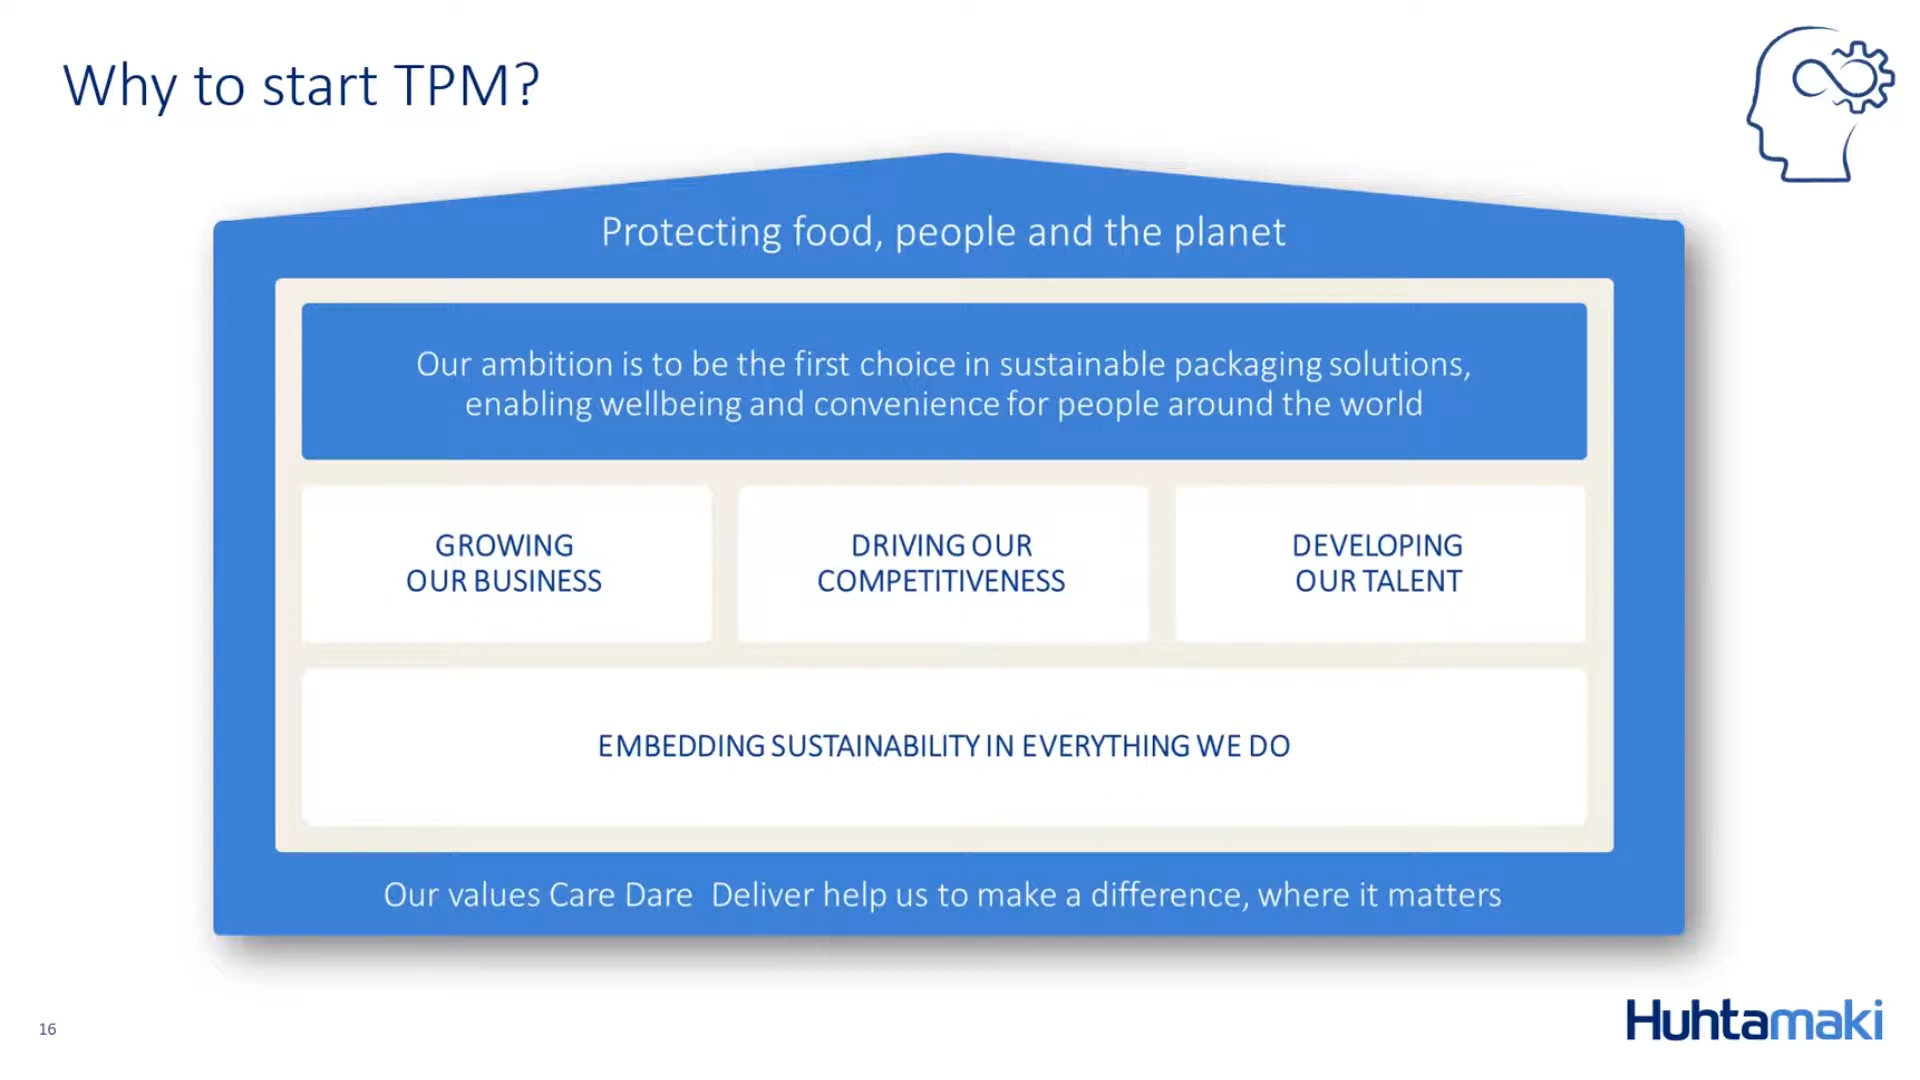 Why to start TPM?
Protecting food, people and the planet
Our ambition is to be the first choice in sustainable packaging solutions,
enabling wellbeing and convenience for people around the world
GROWING
OUR BUSINESS
DRIVING OUR
COMPETITIVENESS
DEVELOPING
OUR TALENT
EMBEDDING SUSTAINABILITY IN EVERYTHING WE DO
Our values Care Dare  Deliver help us to make a difference, where it matters
16
Huhtamaki